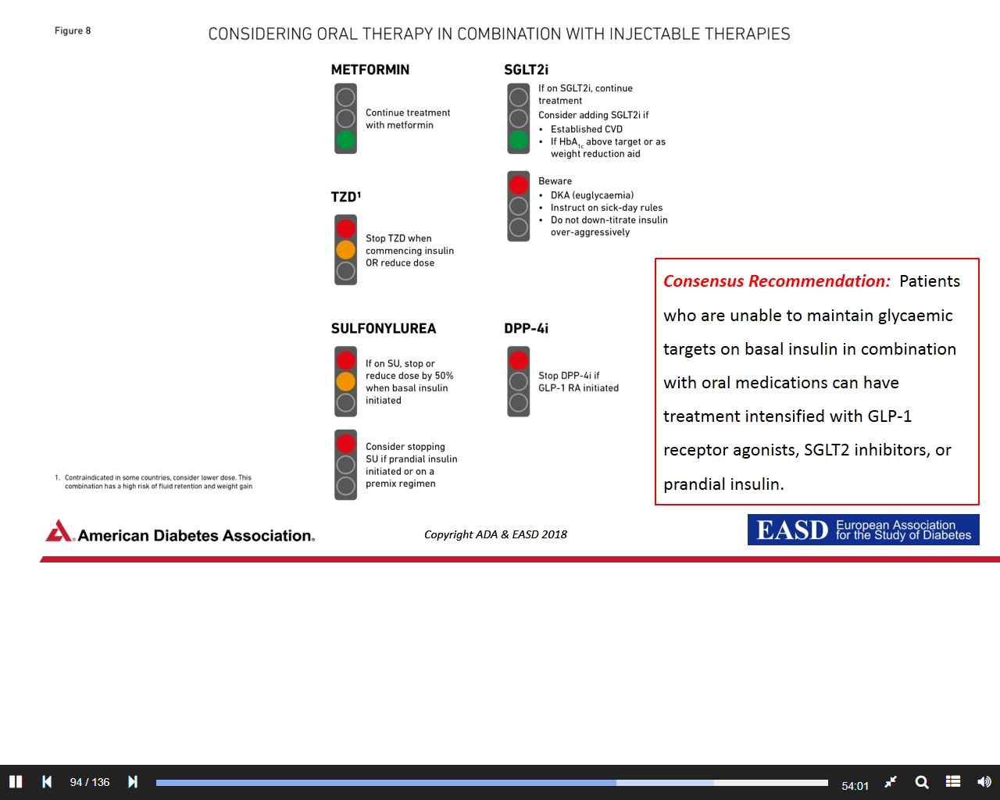 Figure 8
CONSIDERING ORAL THERAPY IN COMBINATION WITH INJECTABLE THERAPIES
METFORMIN
Continue treatment
with metformin
TZD¹
Stop TZD when
commencing insulin
OR reduce dose
SULFONYLUREA
If on SU, stop or
reduce dose by 50%
when basal insulin
initiated
Consider stopping
SU if prandial insulin
initiated or on a
premix regimen
SGLT2i
If on SGLT2i, continue
treatment
Consider adding SGLT2i if
• Established CVD
• If HbA1c above target or as
weight reduction aid
Beware
• DKA (euglycaemia)
• Instruct on sick-day rules
• Do not down-titrate insulin
over-aggressively
DPP-4i
Stop DPP-4i if
GLP-1 RA initiated
Consensus Recommendation: Patients
who are unable to maintain glycaemic
targets on basal insulin in combination
with oral medications can have
treatment intensified with GLP-1
receptor agonists, SGLT2 inhibitors, or
prandial insulin.
1. Contraindicated in some countries, consider lower dose. This
combination has a high risk of fluid retention and weight gain
American Diabetes Association®
Copyright ADA & EASD 2018
EASD
European Association
for the Study of Diabetes
94 / 136
54:01